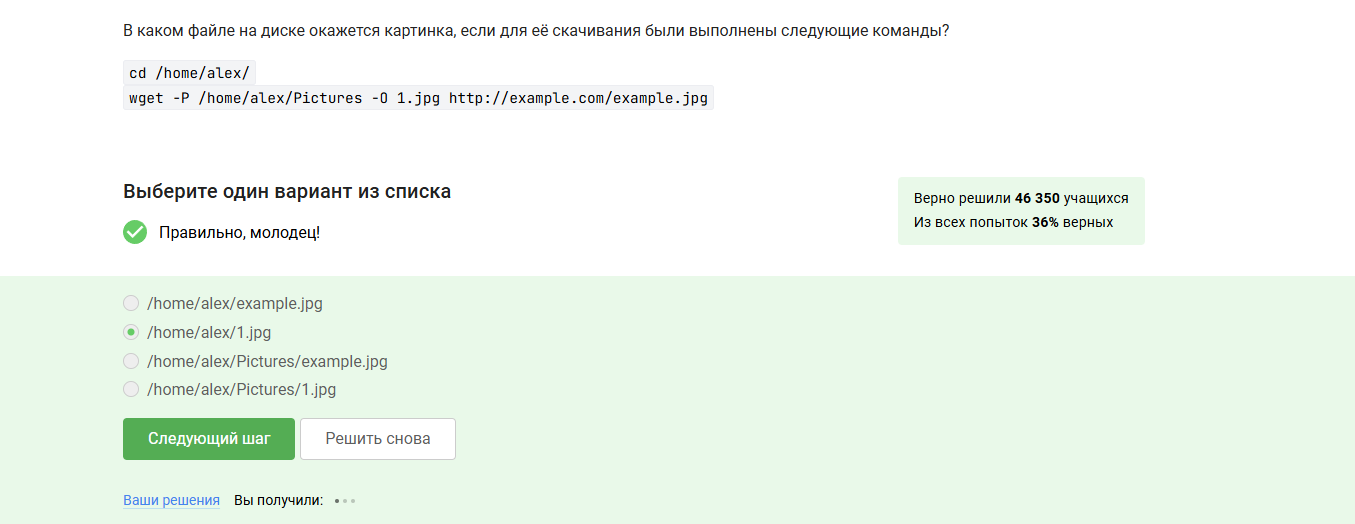 В каком файле на диске окажется картинка, если для её скачивания были выполнены следующие команды?
cd /home/alex/
wget -P /home/alex/Pictures -O 1.jpg http://example.com/example.jpg
Выберите один вариант из списка
Верно решили 46 350 учащихся
Из всех попыток 36% верных
Правильно, молодец!
/home/alex/example.jpg
/home/alex/1.jpg
/home/alex/Pictures/example.jpg
/home/alex/Pictures/1.jpg
Следующий шаг
Решить снова
Ваши решения
Вы получили: